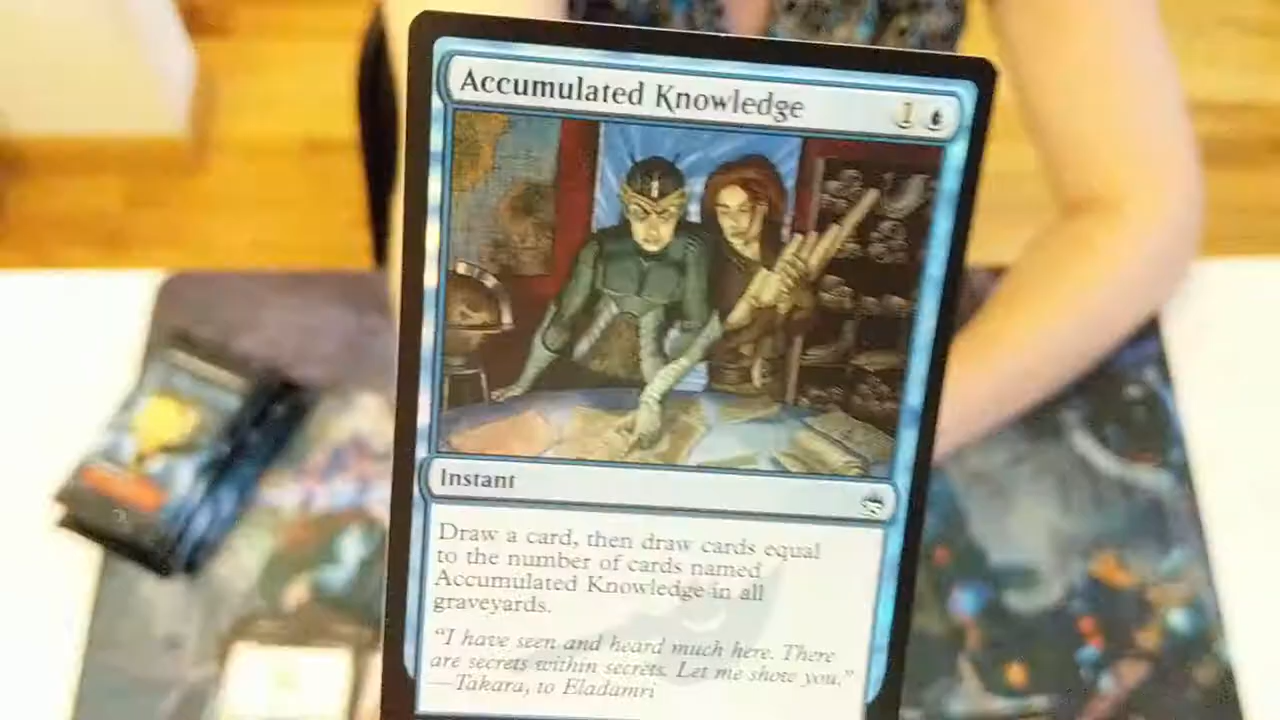 Accumulated Knowledge 1
Instant
Draw a card, then draw cards equal
to the number of cards named
Accumulated Knowledge in all
graveyards.
"I have seen and heard much here. There
are secrets within secrets. Let me show you."
—Takara, to Eladamri